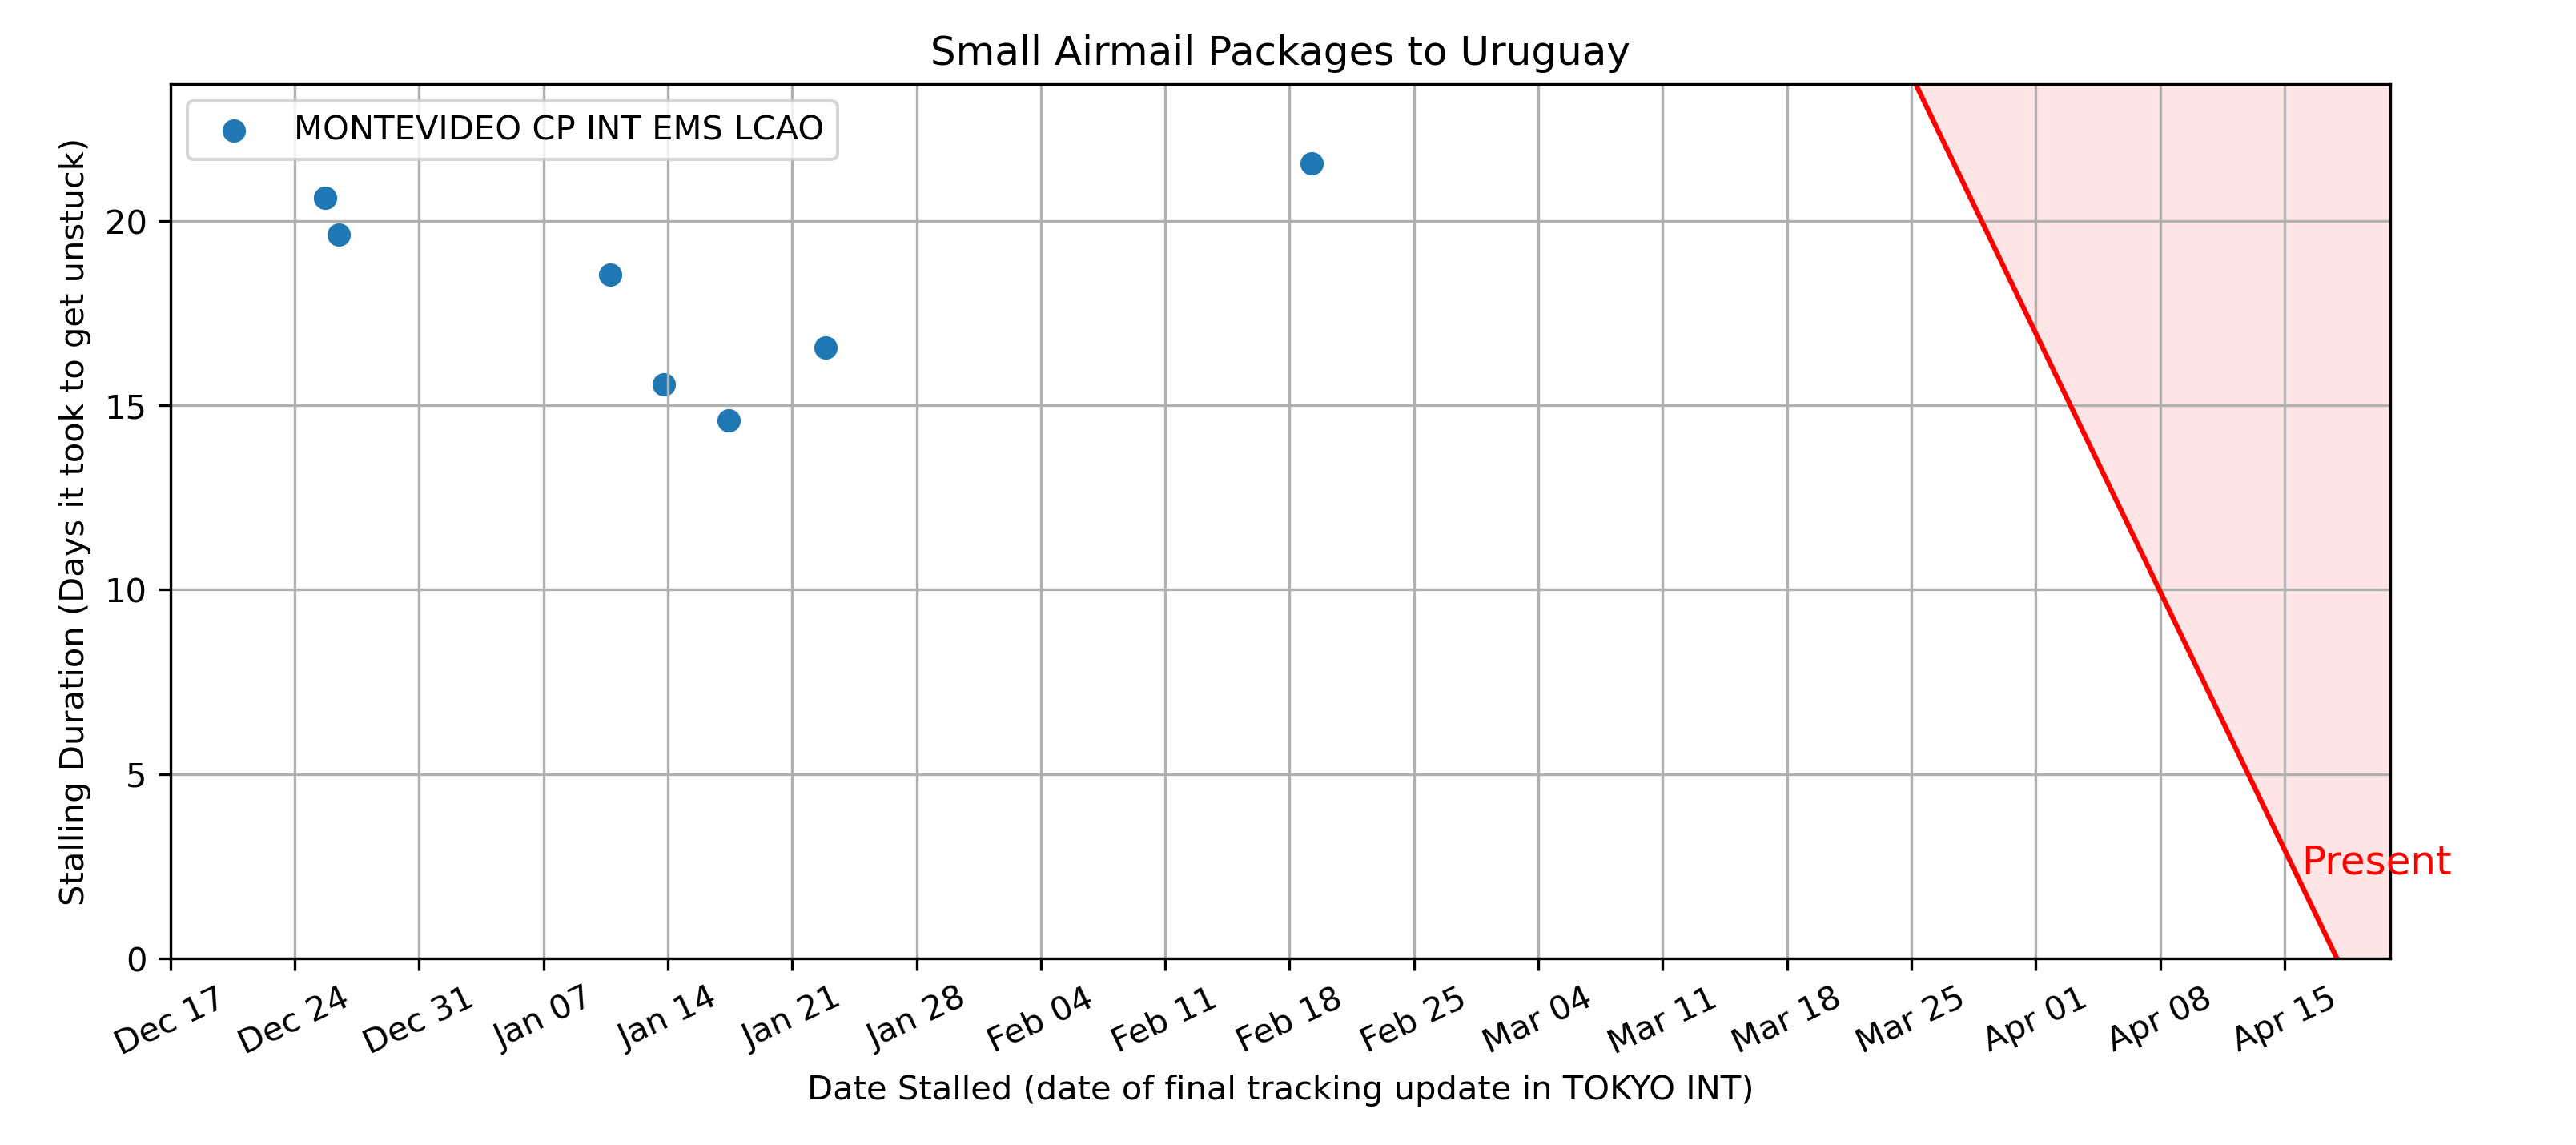 Small Airmail Packages to Uruguay
MONTEVIDEO CP INT EMS LCAO
Stalling Duration (Days it took to get unstuck)
20
15
10
5
0
Present
Dec 17
Dec 24
Dec 31
Jan 07
Jan 14
Jan 21
Jan 28
Feb 04
Feb 11
Feb 18
Feb 25
Mar 04
Mar 11
Mar 18
Mar 25
Apr 01
Apr 08
Apr 15
Date Stalled (date of final tracking update in TOKYO INT)